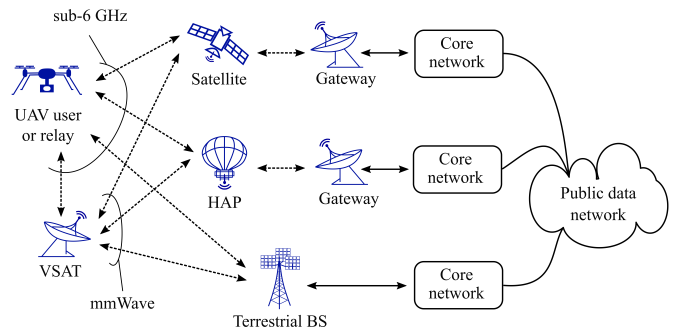 sub-6 GHz
Satellite
Gateway
Core
network
UAV user
or relay
HAP
Gateway
Core
network
Public data
network
VSAT
mmWave
Terrestrial BS
Core
network